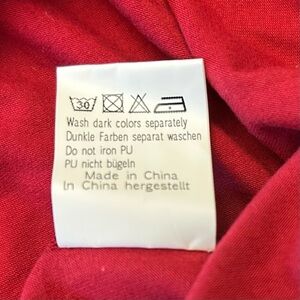 30
Wash dark colors separately
Dunkle Farben separat waschen
Do not iron PU
PU nicht bügeln
Made in China
In China hergestellt